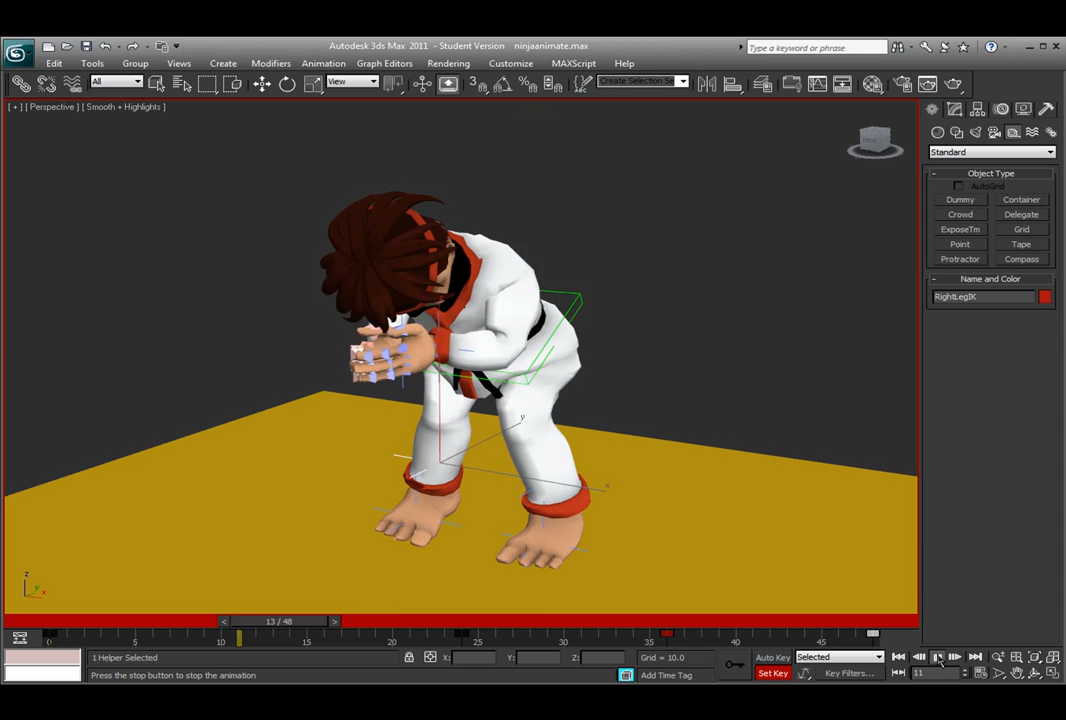 Autodesk 3ds Max 2011 - Student Version ninjaanimate.max
Type a keyword or phrase
Edit Tools Group Views Create Modifiers Animation Graph Editors Rendering Customize MAXScript Help
All View 3 Create Selection Se
[ + ] [ Perspective ] [ Smooth + Highlights ]
Standard
Object Type
AutoGrid
Dummy Container
Crowd Delegate
ExposeTm Grid
Point Tape
Protractor Compass
Name and Color
RightLegIK
y
x
z
y
x
< 13 / 48 >
0 5 10 15 20 25 30 35 40 45
1 Helper Selected X: Y: Z: Grid = 10.0 Auto Key Selected
Press the stop button to stop the animation Add Time Tag Set Key Key Filters... 11